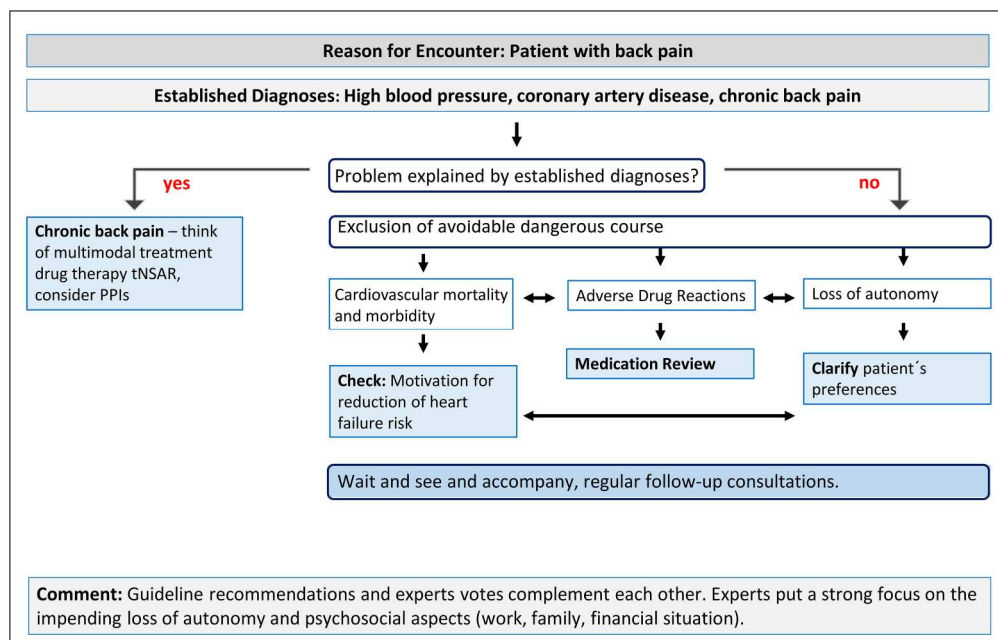 Reason for Encounter: Patient with back pain
Established Diagnoses: High blood pressure, coronary artery disease, chronic back pain
Problem explained by established diagnoses?
yes
no
Chronic back pain – think
of multimodal treatment
drug therapy tNSAR,
consider PPIs
Exclusion of avoidable dangerous course
Cardiovascular mortality
and morbidity
Adverse Drug Reactions
Loss of autonomy
Check: Motivation for
reduction of heart
failure risk
Medication Review
Clarify patient´s
preferences
Wait and see and accompany, regular follow-up consultations.
Comment: Guideline recommendations and experts votes complement each other. Experts put a strong focus on the
impending loss of autonomy and psychosocial aspects (work, family, financial situation).